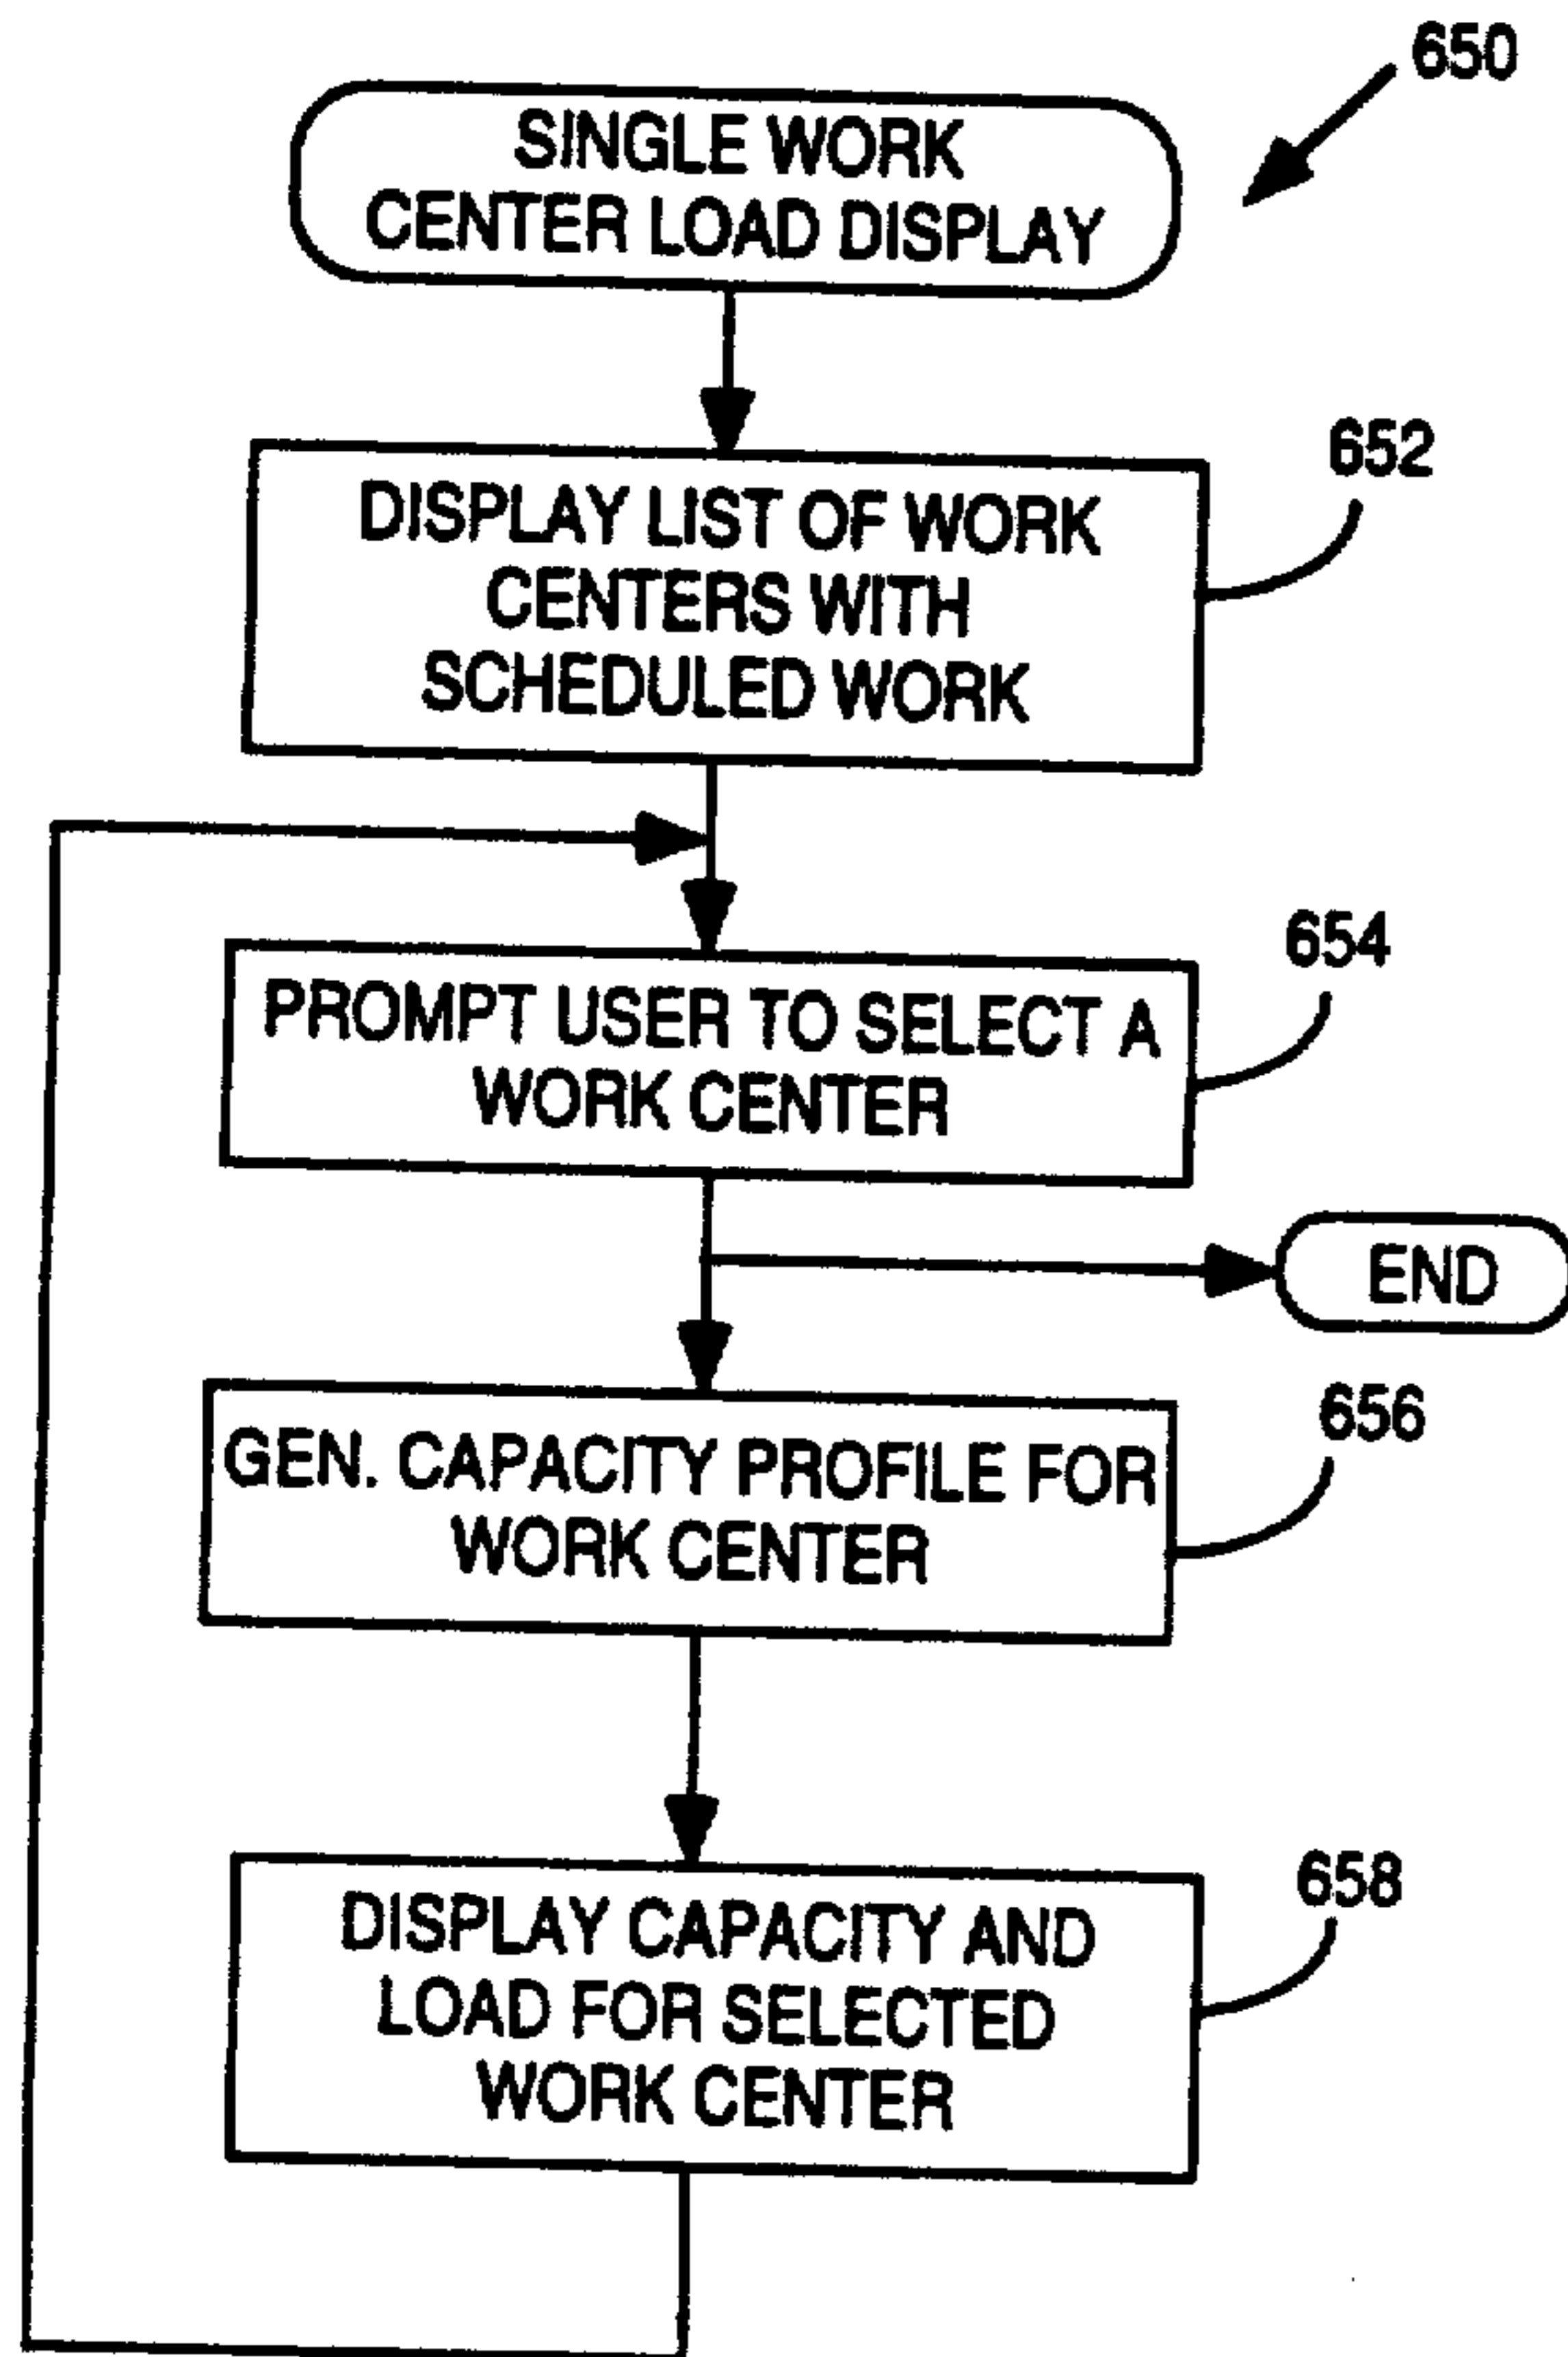 650
SINGLE WORK
CENTER LOAD DISPLAY
652
DISPLAY LIST OF WORK
CENTERS WITH
SCHEDULED WORK
654
PROMPT USER TO SELECT A
WORK CENTER
END
656
GEN. CAPACITY PROFILE FOR
WORK CENTER
658
DISPLAY CAPACITY AND
LOAD FOR SELECTED
WORK CENTER